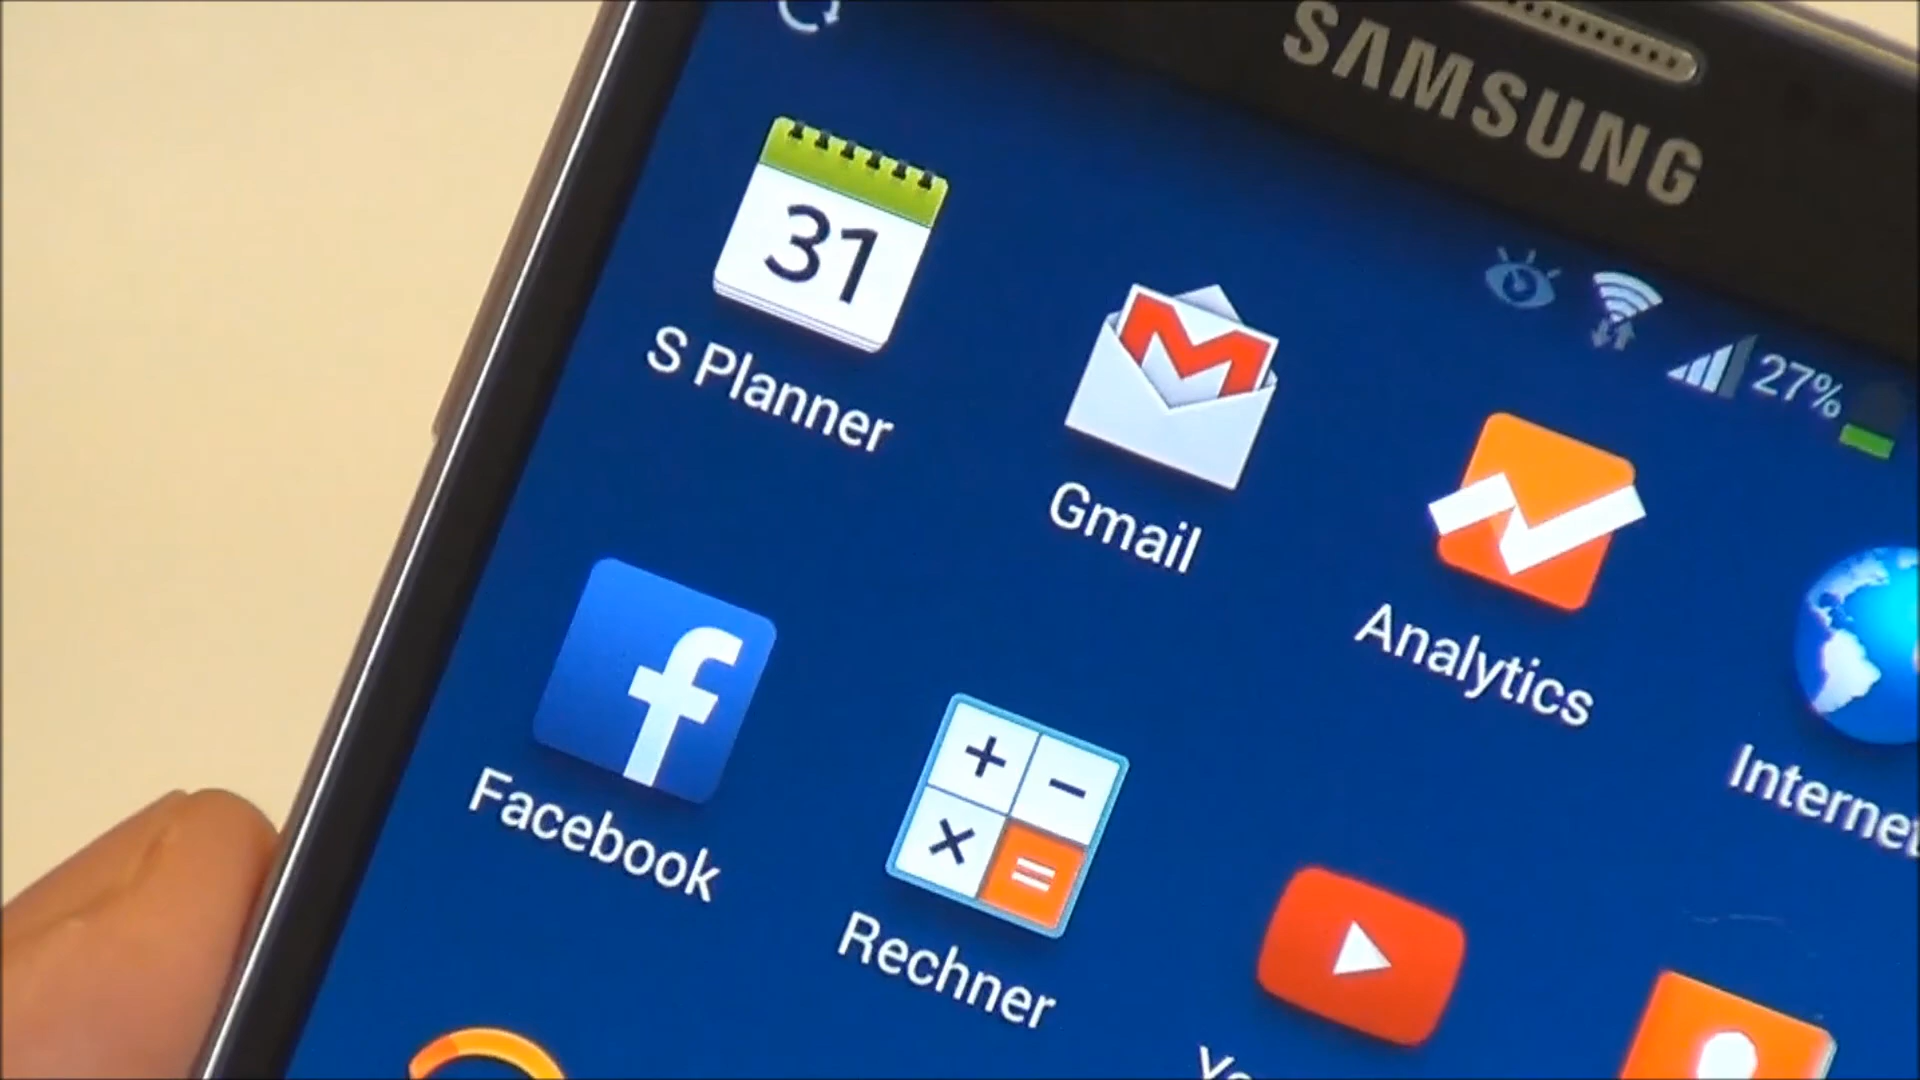 SAMSUNG
27%
31
S Planner
Gmail
Analytics
Internet
Facebook
Rechner